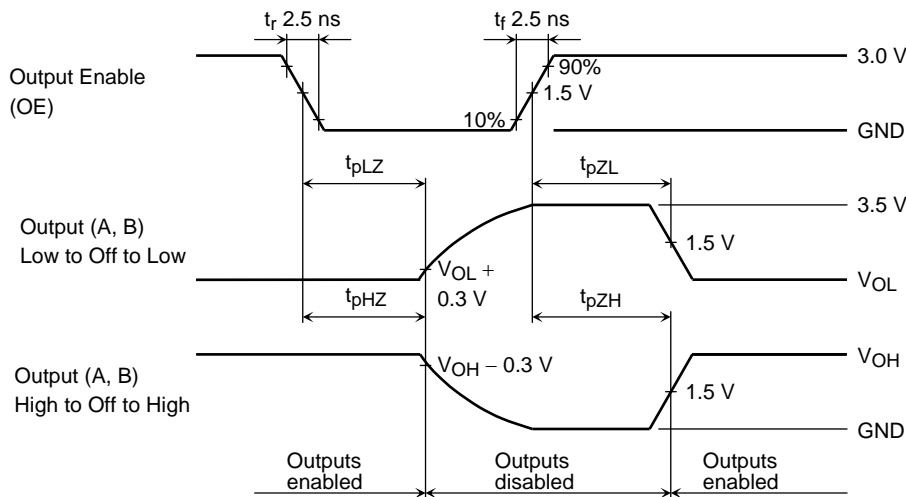 tr 2.5 ns
tf 2.5 ns
Output Enable
(OE)
90%
3.0 V
1.5 V
10%
GND
tpLZ
tpZL
Output (A, B)
Low to Off to Low
3.5 V
1.5 V
VOL +
0.3 V
VOL
tpHZ
tpZH
Output (A, B)
High to Off to High
VOH – 0.3 V
VOH
1.5 V
GND
Outputs
enabled
Outputs
disabled
Outputs
enabled